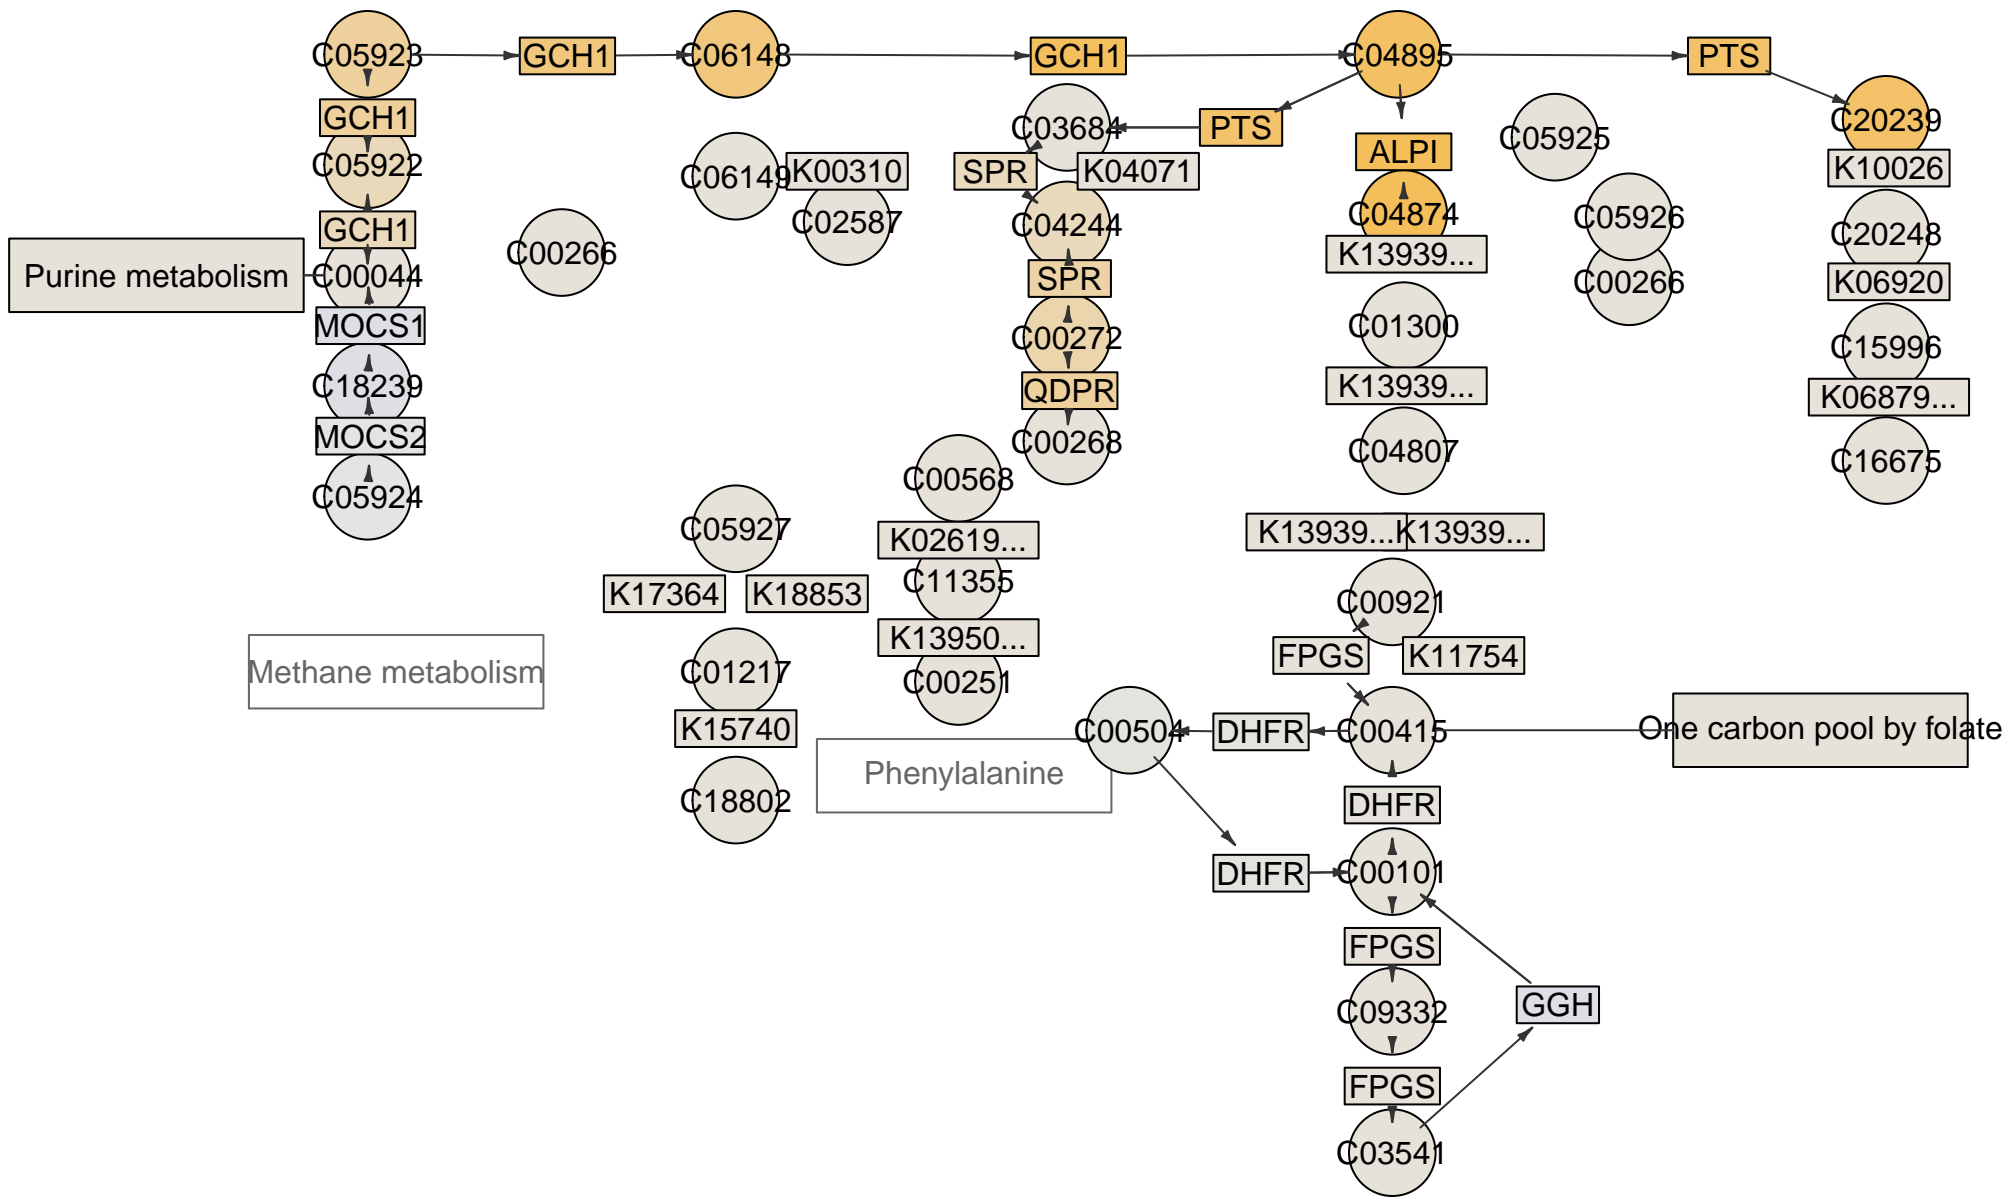 C05923
GCH1
C06148
GCH1
C04895
PTS
GCH1
C03684
PTS
C20239
C05925
ALPI
C05922
C06149
K00310
SPR
K04071
K10026
C04874
C05926
C02587
C04244
GCH1
C20248
C00266
K13939...
Purine metabolism
C00044
SPR
C00266
K06920
MOCS1
C00272
C01300
C15996
C18239
QDPR
K13939...
K06879...
MOCS2
C00268
C04807
C16675
C05924
C00568
C05927
K02619...
K13939...
K13939...
K17364
K18853
C11355
C00921
K13950...
FPGS
K11754
Methane metabolism
C01217
C00251
K15740
C00504
DHFR
C00415
One carbon pool by folate
Phenylalanine
C18802
DHFR
DHFR
C00101
FPGS
C09332
GGH
FPGS
C03541